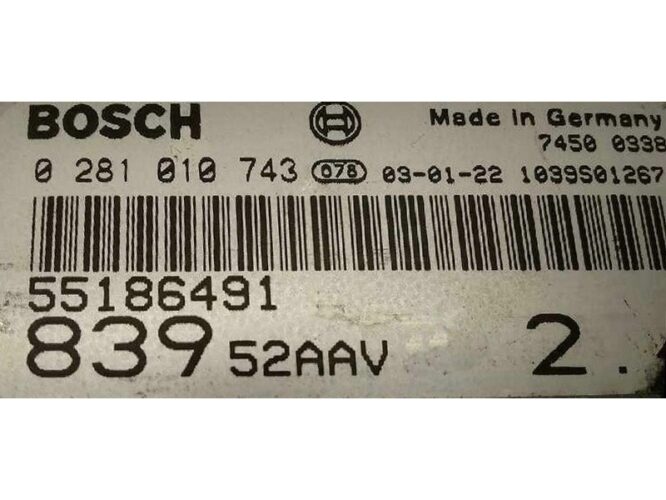 BOSCH Made in Germany
7450 0338
0 281 010 743 078 03-01-22 1039S01267
55186491
839 52AAV 2.